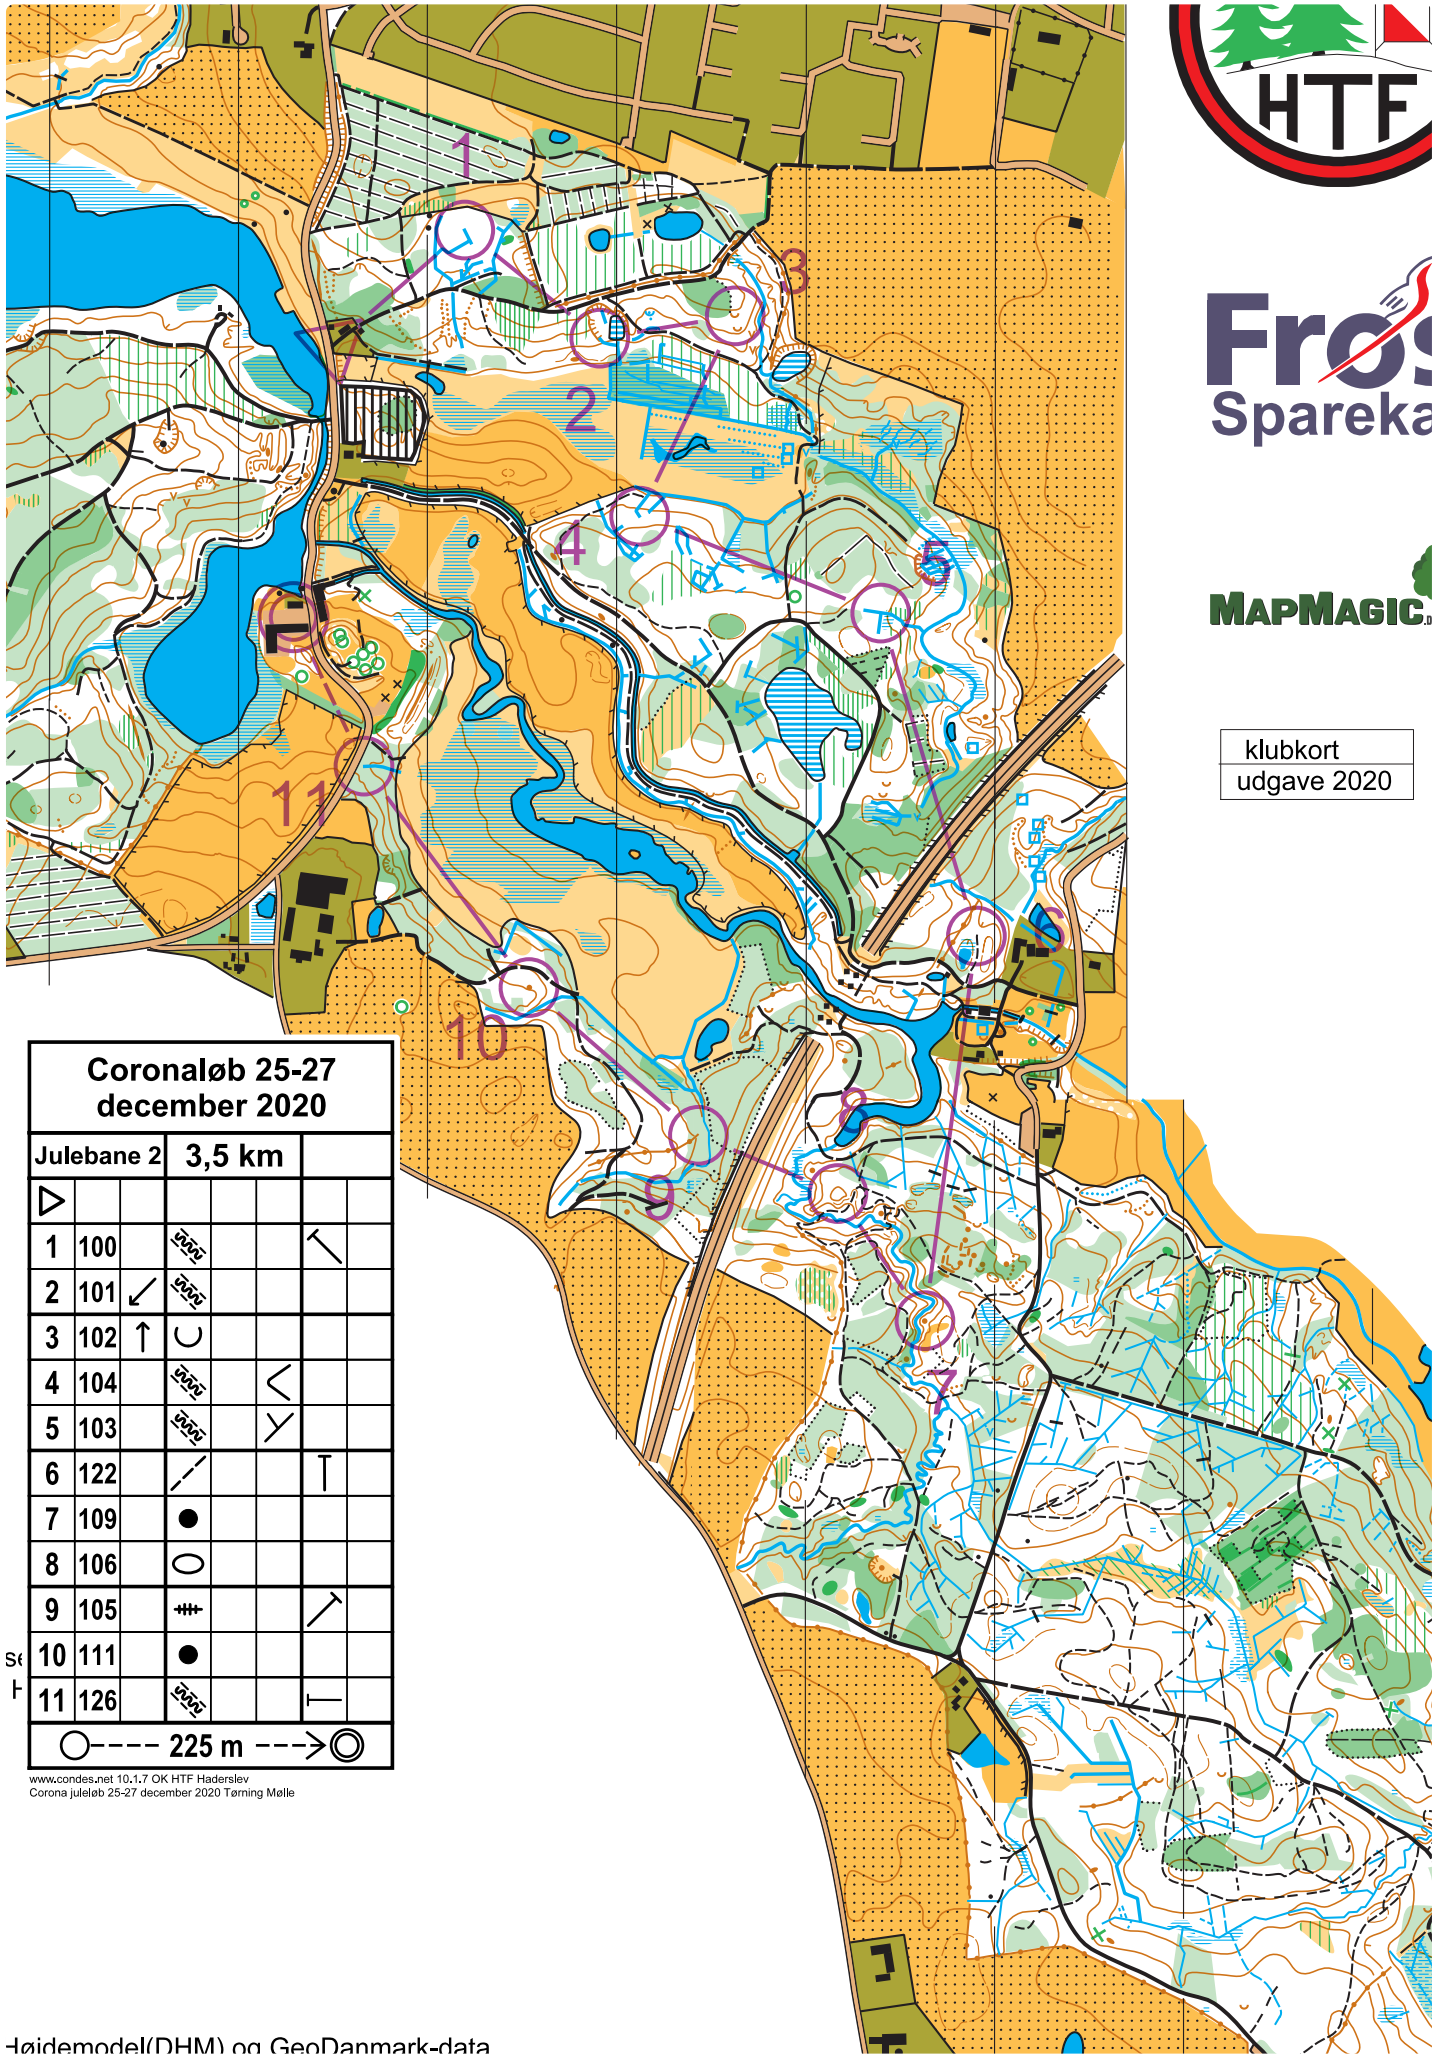 HTF
1
3
2
4
5
11
6
10
8
9
7
Spareka
MAPMAGIC
klubkort
udgave 2020
Coronaløb 25-27
december 2020
Julebane 2 3,5 km
1 100
2 101
3 102
4 104
5 103
6 122
7 109
8 106
9 105
10 111
11 126
225 m
www.condes.net 10.1.7 OK HTF Haderslev
Corona juleløb 25-27 december 2020 Tørning Mølle
Højdemodel(DHM) og GeoDanmark-data